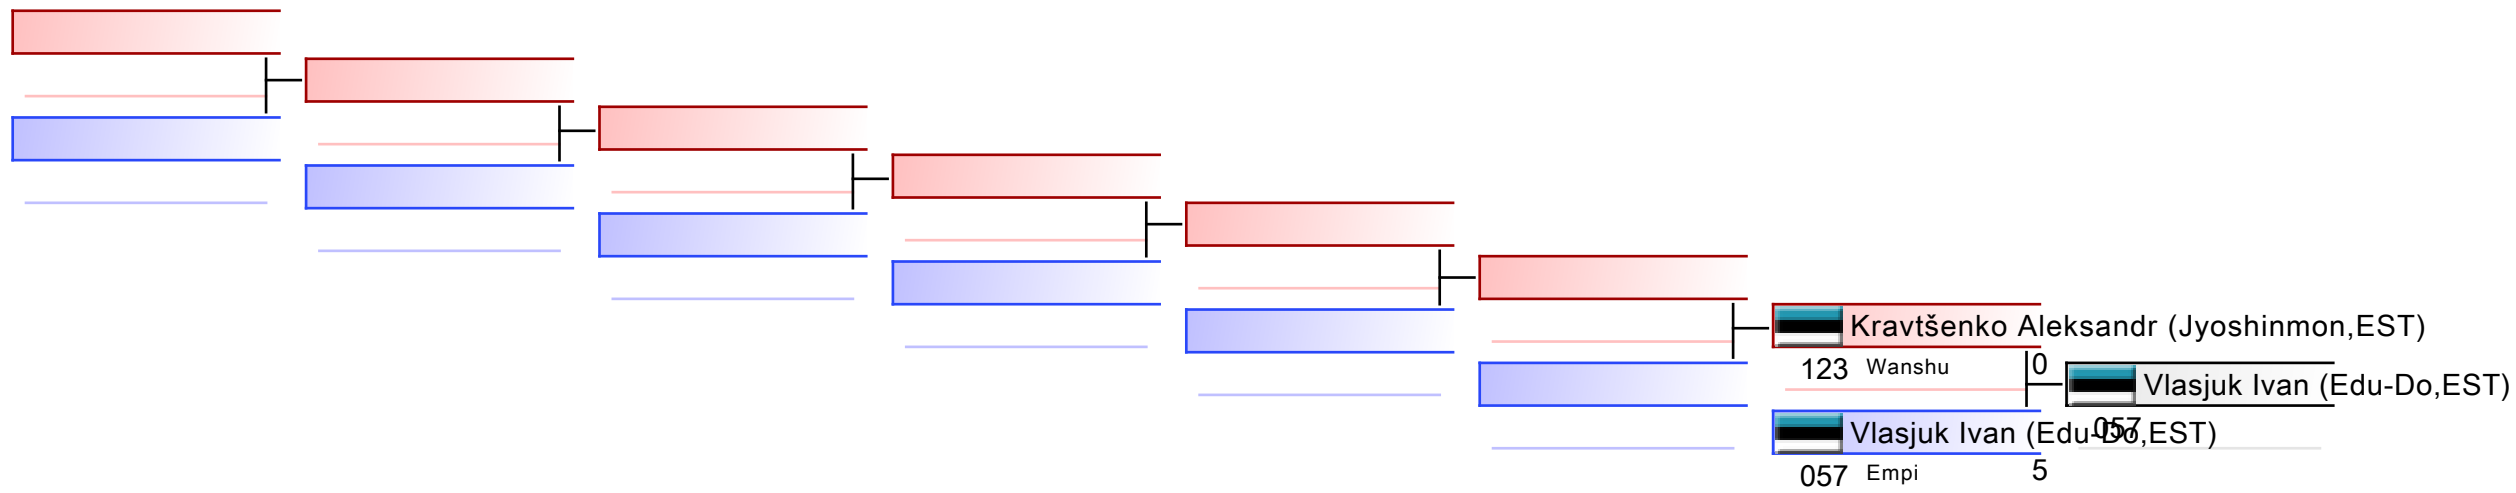 Kravtšenko Aleksandr (Jyoshinmon,EST)
123 Wanshu 0
Vlasjuk Ivan (Edu-Do,EST)
057
Vlasjuk Ivan (Edu-Do,EST)
057 Empi 5